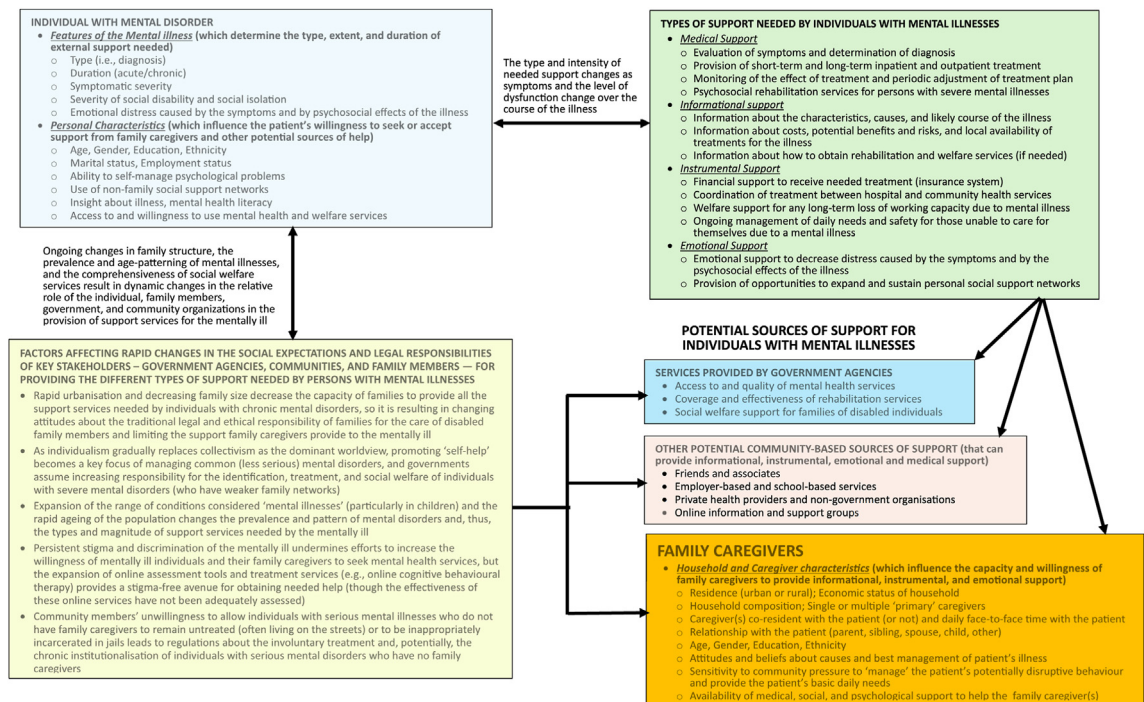 INDIVIDUAL WITH MENTAL DISORDER
• Features of the Mental illness (which determine the type, extent, and duration of
external support needed)
o Type (i.e., diagnosis)
o Duration (acute/chronic)
o Symptomatic severity
o Severity of social disability and social isolation
o Emotional distress caused by the symptoms and by psychosocial effects of the illness
• Personal Characteristics (which influence the patient's willingness to seek or accept
support from family caregivers and other potential sources of help)
o Age, Gender, Education, Ethnicity
o Marital status, Employment status
o Ability to self-manage psychological problems
o Use of non-family social support networks
o Insight about illness, mental health literacy
o Access to and willingness to use mental health and welfare services
The type and intensity of
needed support changes as
symptoms and the level of
dysfunction change over the
course of the illness
TYPES OF SUPPORT NEEDED BY INDIVIDUALS WITH MENTAL ILLNESSES
• Medical Support
o Evaluation of symptoms and determination of diagnosis
o Provision of short-term and long-term inpatient and outpatient treatment
o Monitoring of the effect of treatment and periodic adjustment of treatment plan
o Psychosocial rehabilitation services for persons with severe mental illnesses
• Informational support
o Information about the characteristics, causes, and likely course of the illness
o Information about costs, potential benefits and risks, and local availability of
treatments for the illness
o Information about how to obtain rehabilitation and welfare services (if needed)
• Instrumental Support
o Financial support to receive needed treatment (insurance system)
o Coordination of treatment between hospital and community health services
o Welfare support for any long-term loss of working capacity due to mental illness
o Ongoing management of daily needs and safety for those unable to care for
themselves due to a mental illness
• Emotional Support
o Emotional support to decrease distress caused by the symptoms and by the
psychosocial effects of the illness
o Provision of opportunities to expand and sustain personal social support networks
Ongoing changes in family structure, the
prevalence and age-patterning of mental illnesses,
and the comprehensiveness of social welfare
services result in dynamic changes in the relative
role of the individual, family members,
government, and community organizations in the
provision of support services for the mentally ill
FACTORS AFFECTING RAPID CHANGES IN THE SOCIAL EXPECTATIONS AND LEGAL RESPONSIBILITIES
OF KEY STAKEHOLDERS – GOVERNMENT AGENCIES, COMMUNITIES, AND FAMILY MEMBERS — FOR
PROVIDING THE DIFFERENT TYPES OF SUPPORT NEEDED BY PERSONS WITH MENTAL ILLNESSES
• Rapid urbanisation and decreasing family size decrease the capacity of families to provide all the
support services needed by individuals with chronic mental disorders, so it is resulting in changing
attitudes about the traditional legal and ethical responsibility of families for the care of disabled
family members and limiting the support family caregivers provide to the mentally ill
• As individualism gradually replaces collectivism as the dominant worldview, promoting 'self-help'
becomes a key focus of managing common (less serious) mental disorders, and governments
assume increasing responsibility for the identification, treatment, and social welfare of individuals
with severe mental disorders (who have weaker family networks)
• Expansion of the range of conditions considered 'mental illnesses' (particularly in children) and the
rapid ageing of the population changes the prevalence and pattern of mental disorders and, thus,
the types and magnitude of support services needed by the mentally ill
• Persistent stigma and discrimination of the mentally ill undermines efforts to increase the
willingness of mentally ill individuals and their family caregivers to seek mental health services, but
the expansion of online assessment tools and treatment services (e.g., online cognitive behavioural
therapy) provides a stigma-free avenue for obtaining needed help (though the effectiveness of
these online services have not been adequately assessed)
• Community members' unwillingness to allow individuals with serious mental illnesses who do not
have family caregivers to remain untreated (often living on the streets) or to be inappropriately
incarcerated in jails leads to regulations about the involuntary treatment and, potentially, the
chronic institutionalisation of individuals with serious mental disorders who have no family
caregivers
POTENTIAL SOURCES OF SUPPORT FOR
INDIVIDUALS WITH MENTAL ILLNESSES
SERVICES PROVIDED BY GOVERNMENT AGENCIES
• Access to and quality of mental health services
• Coverage and effectiveness of rehabilitation services
• Social welfare support for families of disabled individuals
OTHER POTENTIAL COMMUNITY-BASED SOURCES OF SUPPORT (that can
provide informational, instrumental, emotional and medical support)
• Friends and associates
• Employer-based and school-based services
• Private health providers and non-government organisations
• Online information and support groups
FAMILY CAREGIVERS
• Household and Caregiver characteristics (which influence the capacity and willingness of
family caregivers to provide informational, instrumental, and emotional support)
o Residence (urban or rural); Economic status of household
o Household composition; Single or multiple 'primary' caregivers
o Caregiver(s) co-resident with the patient (or not) and daily face-to-face time with the patient
o Relationship with the patient (parent, sibling, spouse, child, other)
o Age, Gender, Education, Ethnicity
o Attitudes and beliefs about causes and best management of patient's illness
o Sensitivity to community pressure to 'manage' the patient's potentially disruptive behaviour
and provide the patient's basic daily needs
o Availability of medical, social, and psychological support to help the family caregiver(s)